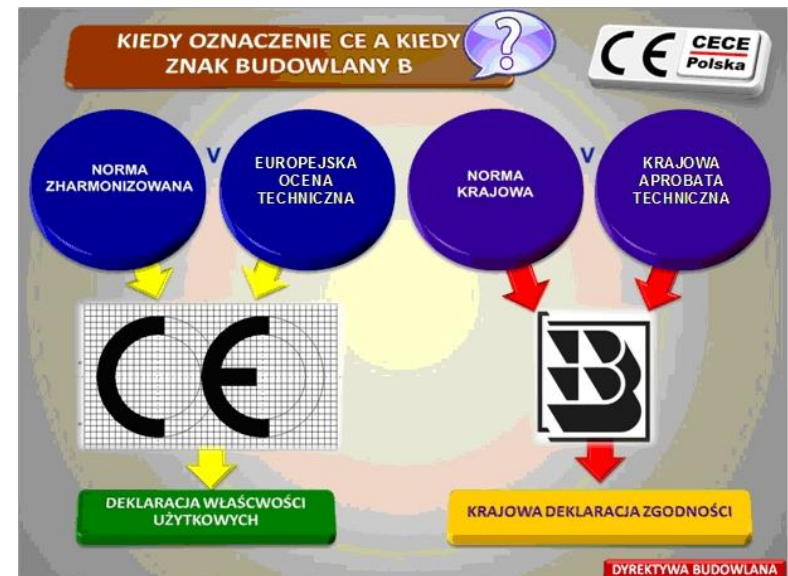 KIEDY OZNACZENIE CE A KIEDY
ZNAK BUDOWLANY B
?
CE CECE
Polska
NORMA
ZHARMONIZOWANA
V
EUROPEJSKA
OCENA
TECHNICZNA
NORMA
KRAJOWA
V
KRAJOWA
APROBATA
TECHNICZNA
CE
B
DEKLARACJA WŁAŚCWOŚCI
UŻYTKOWYCH
KRAJOWA DEKLARACJA ZGODNOŚCI
DYREKTYWA BUDOWLANA